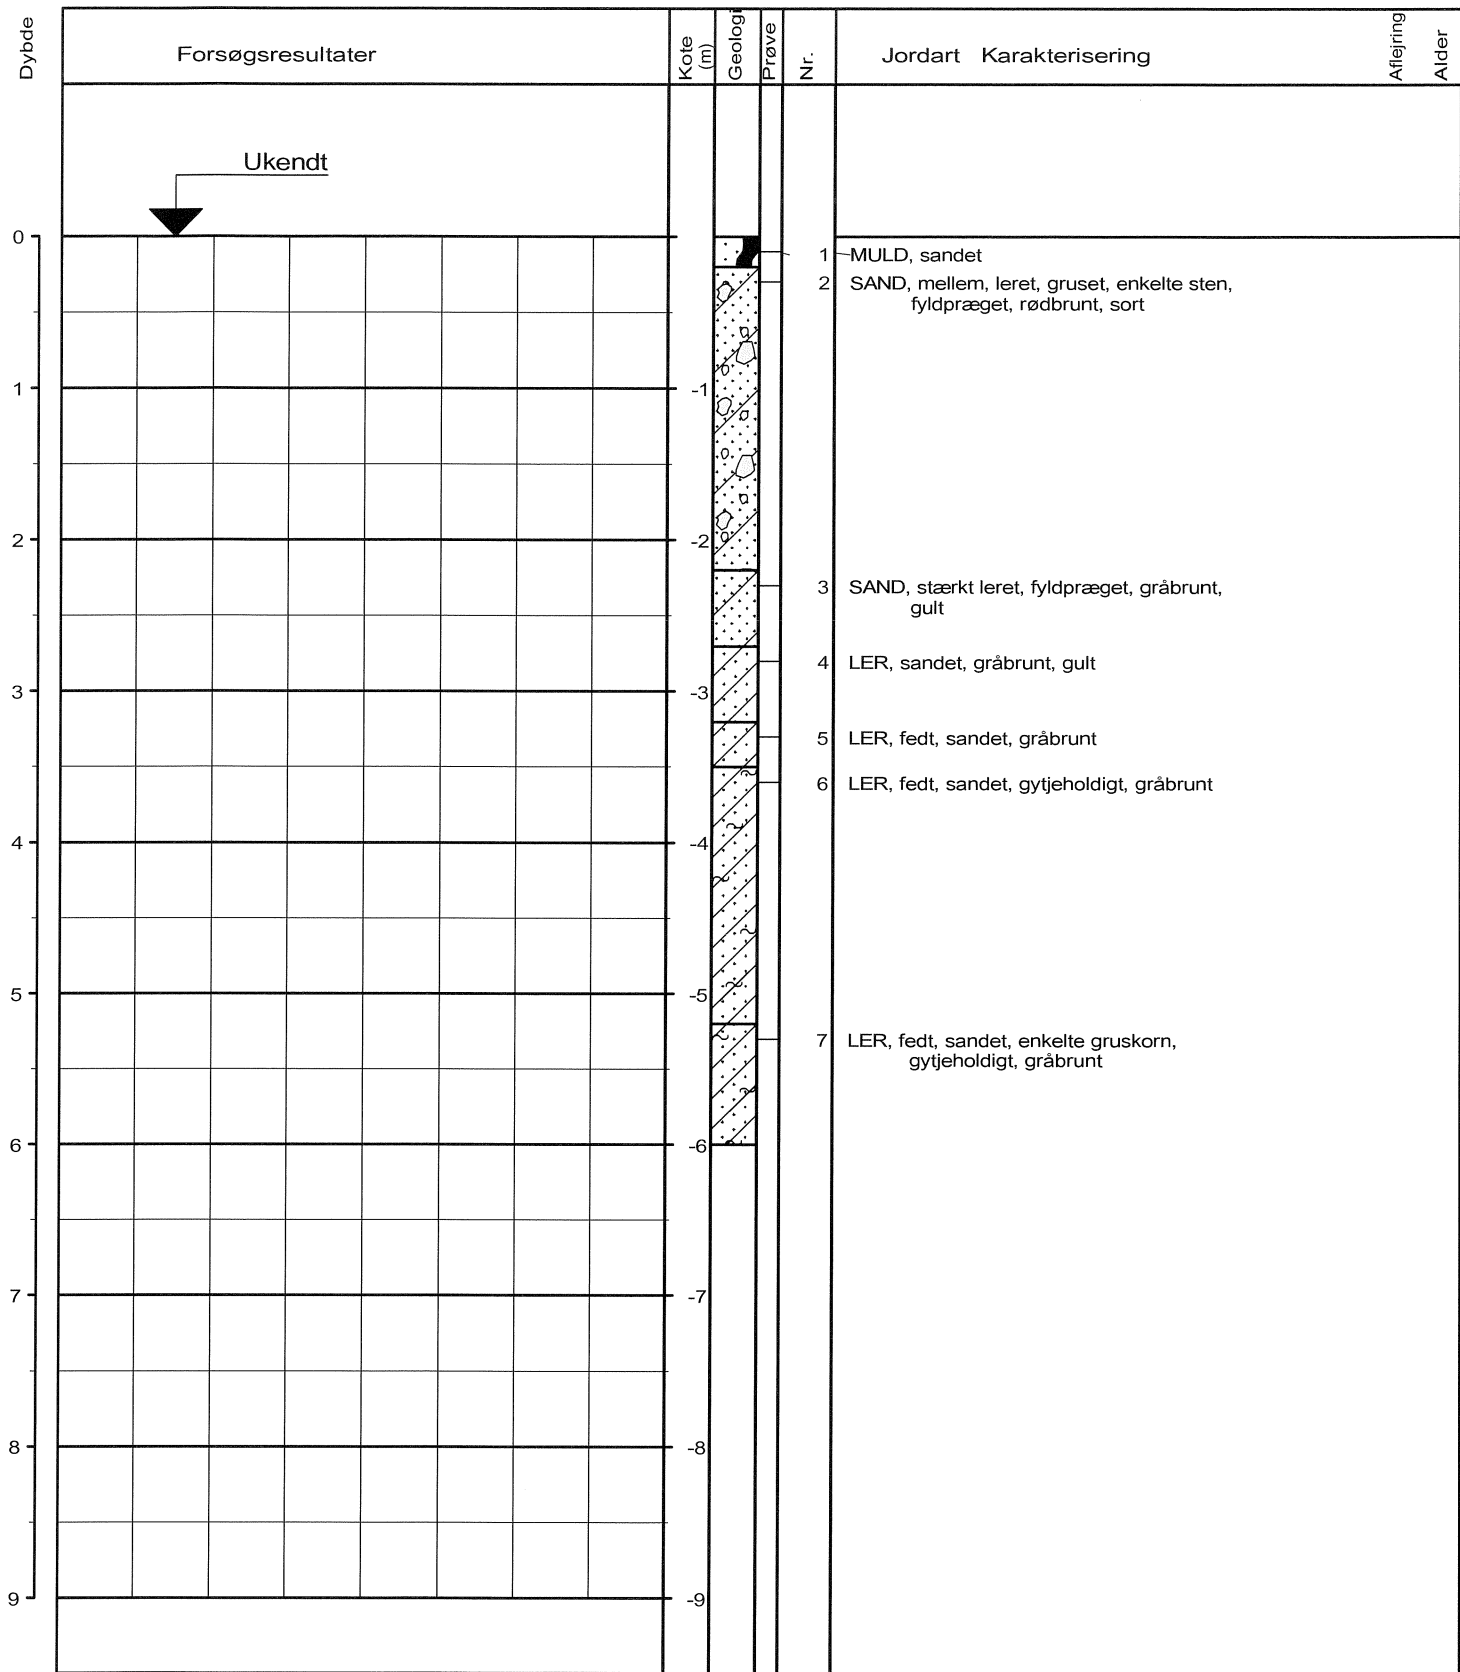 Dybde
Forsøgsresultater
Kote
(m)
Geologi
Prøve
Nr.
Jordart Karakterisering
Aflejring
Alder
Ukendt
0
1 MULD, sandet
2 SAND, mellem, leret, gruset, enkelte sten,
fyldpræget, rødbrunt, sort
1 -1
2 -2
3 SAND, stærkt leret, fyldpræget, gråbrunt,
gult
4 LER, sandet, gråbrunt, gult
3 -3
5 LER, fedt, sandet, gråbrunt
6 LER, fedt, sandet, gytjeholdigt, gråbrunt
4 -4
5 -5
7 LER, fedt, sandet, enkelte gruskorn,
gytjeholdigt, gråbrunt
6 -6
7 -7
8 -8
9 -9